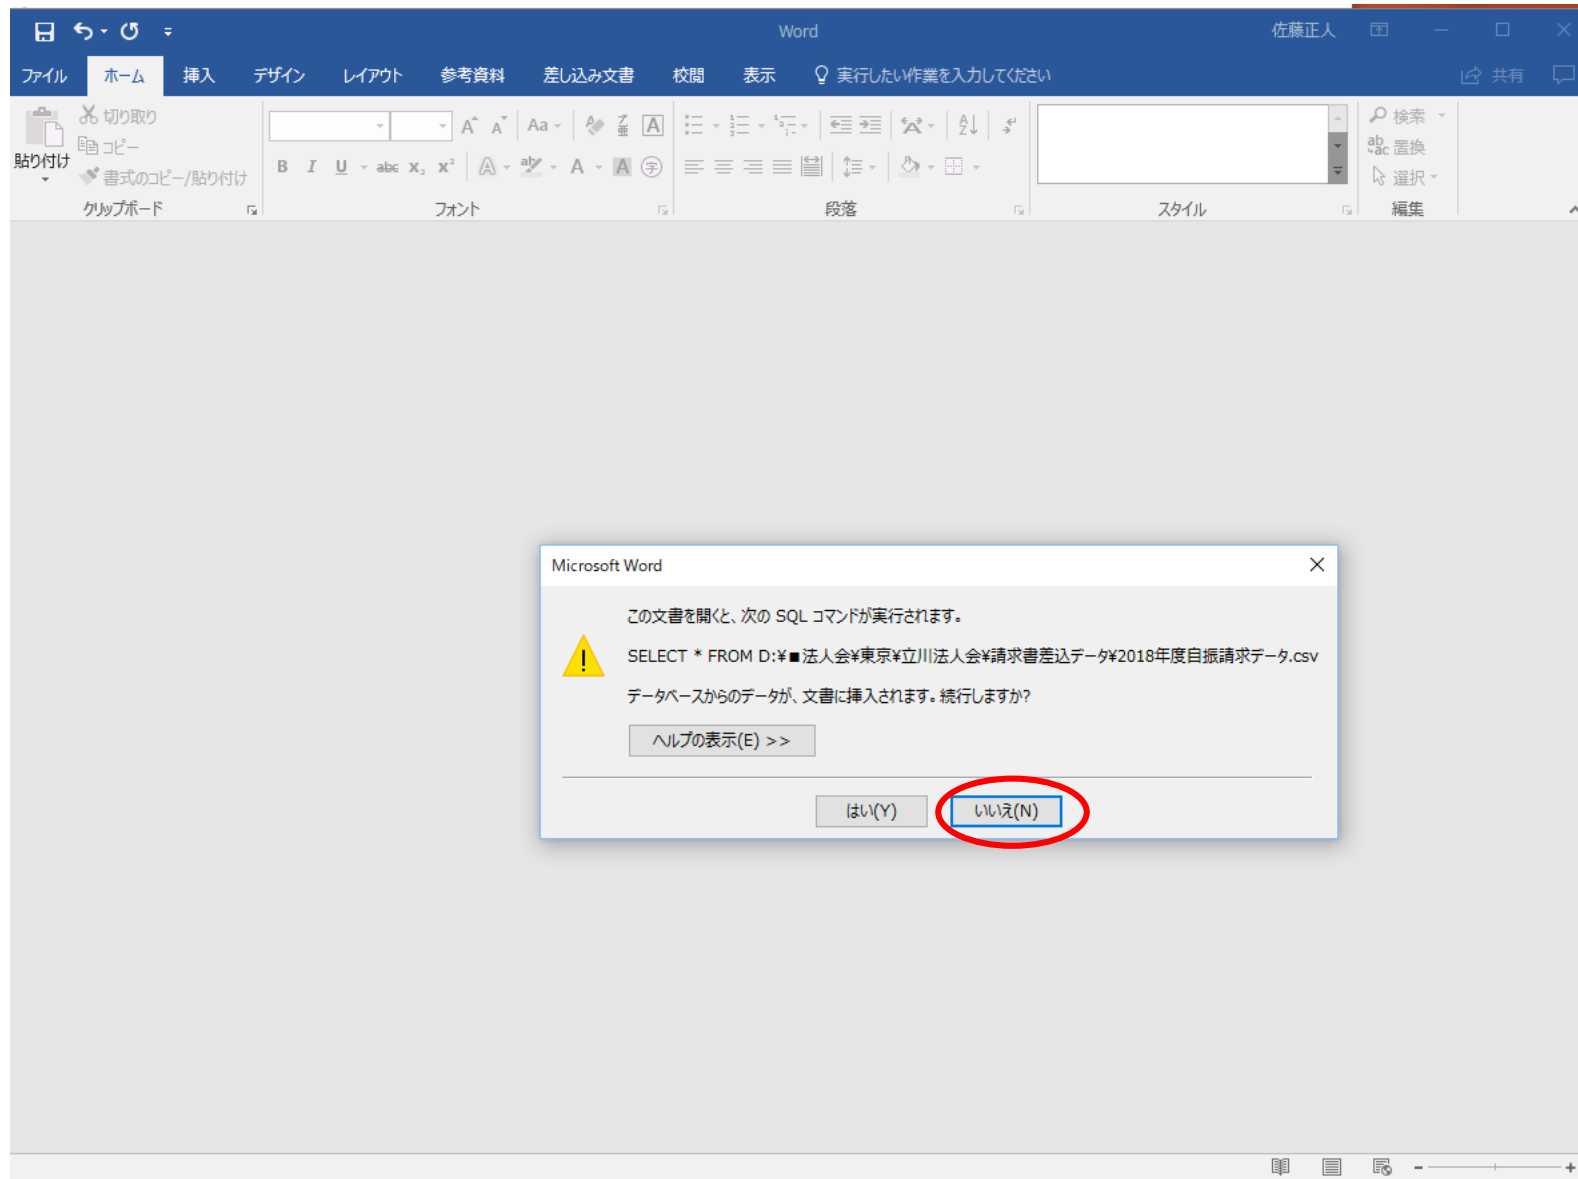 Word
佐藤正人
ファイル ホーム 挿入 デザイン レイアウト 参考資料 差し込み文書 校閲 表示 実行したい作業を入力してください 共有
貼り付け
切り取り
コピー
書式のコピー/貼り付け
クリップボード
フォント
段落
スタイル
検索
置換
選択
編集
Microsoft Word
この文書を開くと、次の SQL コマンドが実行されます。
SELECT * FROM D:¥■法人会¥東京¥立川法人会¥請求書差込データ¥2018年度自振請求データ.csv
データベースからのデータが、文書に挿入されます。続行しますか?
ヘルプの表示(E) >>
はい(Y) いいえ(N)